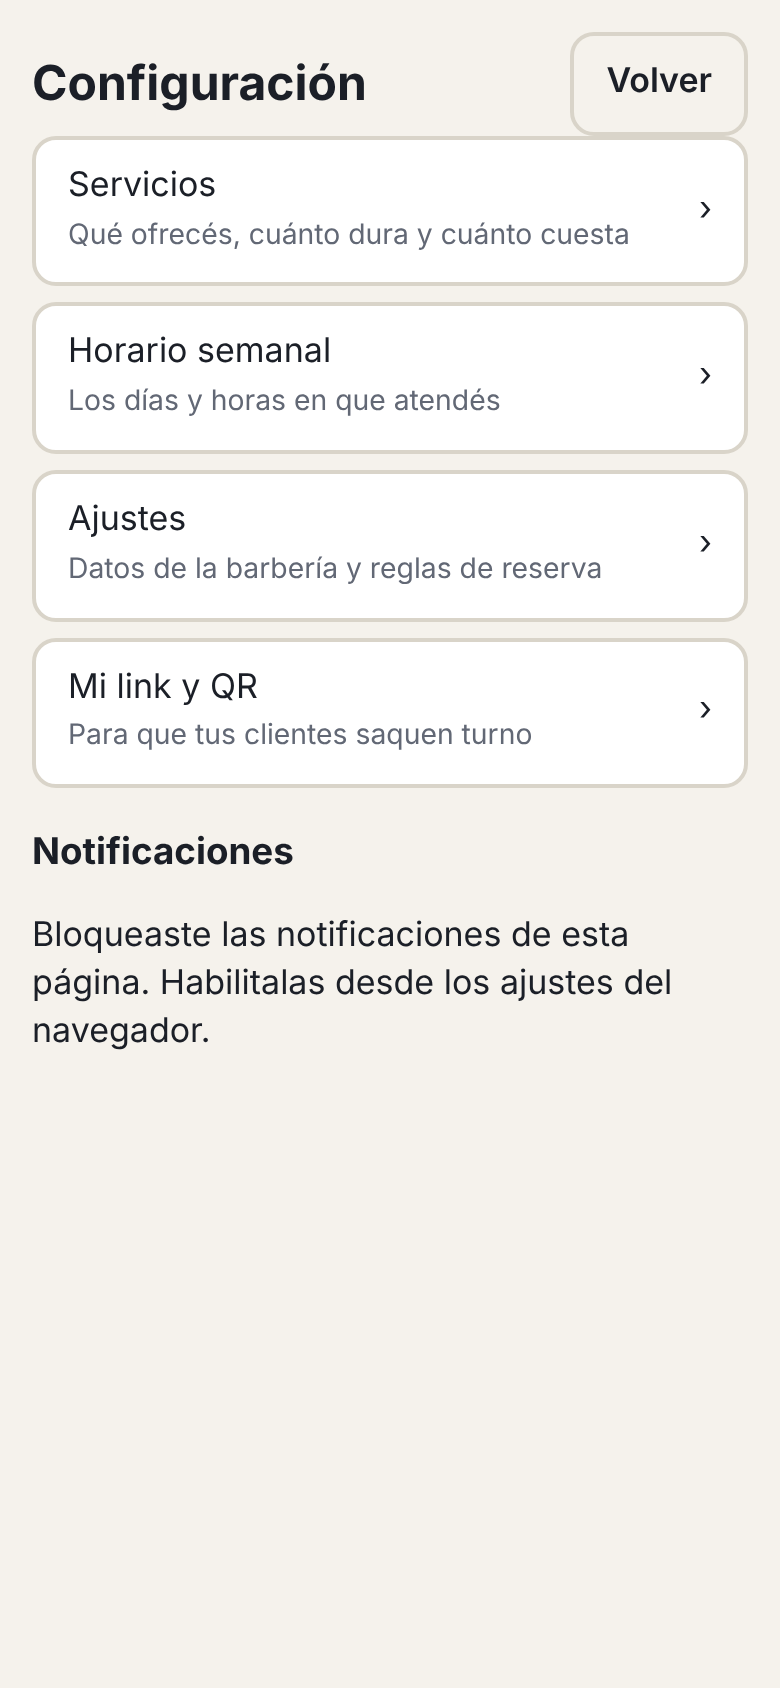 Configuración
Volver
Servicios
Qué ofrecés, cuánto dura y cuánto cuesta
›
Horario semanal
Los días y horas en que atendés
›
Ajustes
Datos de la barbería y reglas de reserva
›
Mi link y QR
Para que tus clientes saquen turno
›
Notificaciones
Bloqueaste las notificaciones de esta
página. Habilitalas desde los ajustes del
navegador.